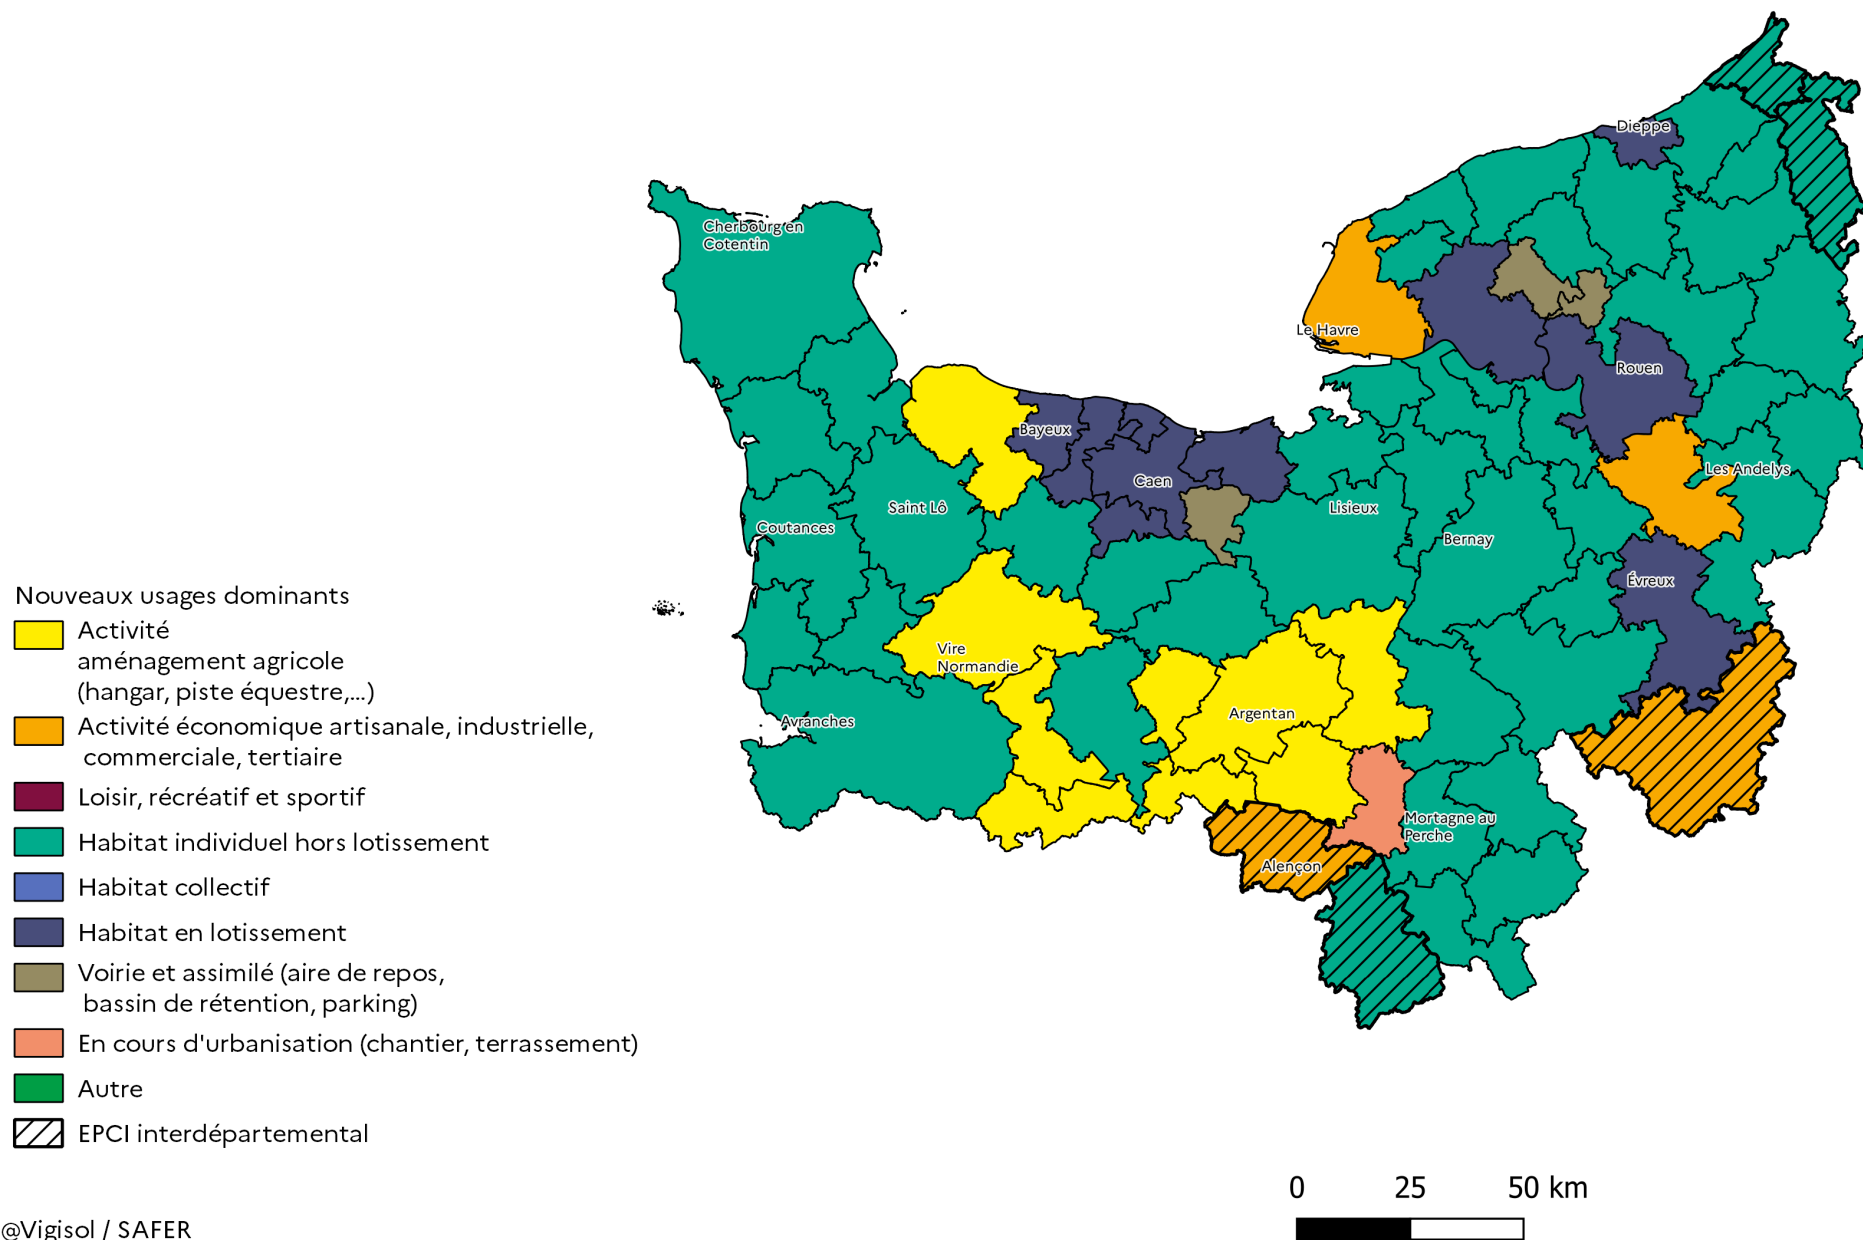 Dieppe
Cherbourg en
Cotentin
Le Havre
Rouen
Bayeux
Les Andelys
Caen
Saint Lô
Lisieux
Coutances
Bernay
Évreux
Nouveaux usages dominants
Activité
aménagement agricole
(hangar, piste équestre,...)
Vire
Normandie
Argentan
Avranches
Activité économique artisanale, industrielle,
commerciale, tertiaire
Loisir, récréatif et sportif
Mortagne au
Perche
Habitat individuel hors lotissement
Alençon
Habitat collectif
Habitat en lotissement
Voirie et assimilé (aire de repos,
bassin de rétention, parking)
En cours d'urbanisation (chantier, terrassement)
Autre
EPCI interdépartemental
0 25 50 km
@Vigisol / SAFER